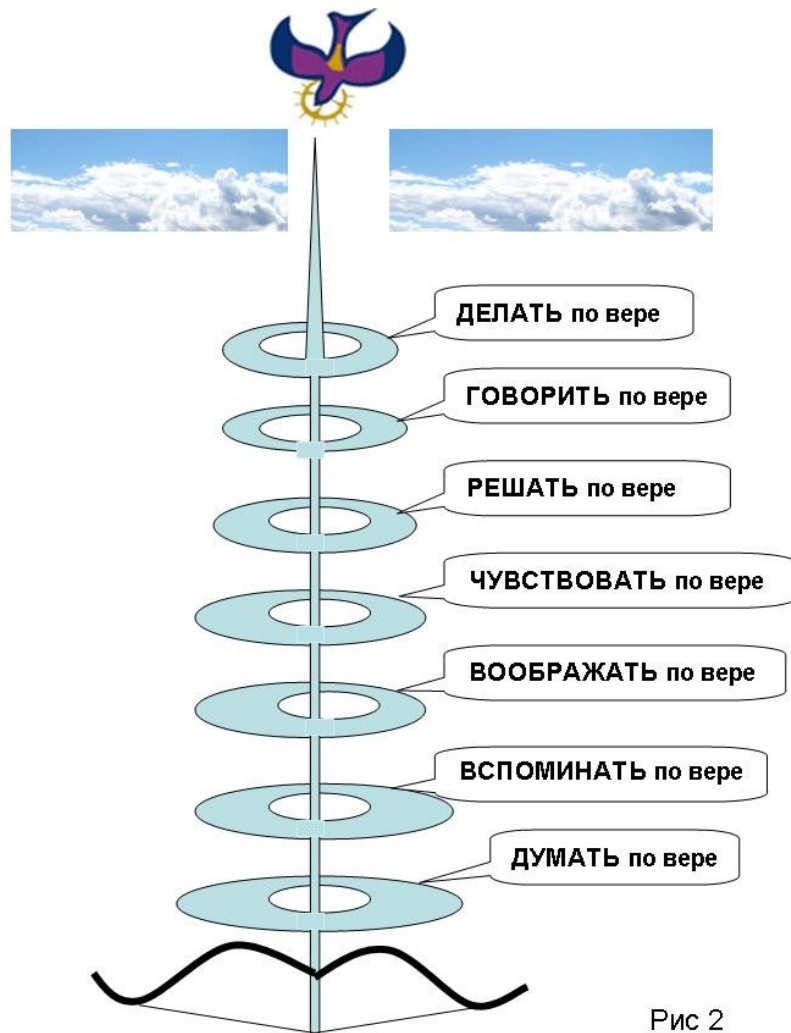 ДЕЛАТЬ по вере
ГОВОРИТЬ по вере
РЕШАТЬ по вере
ЧУВСТВОВАТЬ по вере
ВООБРАЖАТЬ по вере
ВСПОМИНАТЬ по вере
ДУМАТЬ по вере
Рис 2